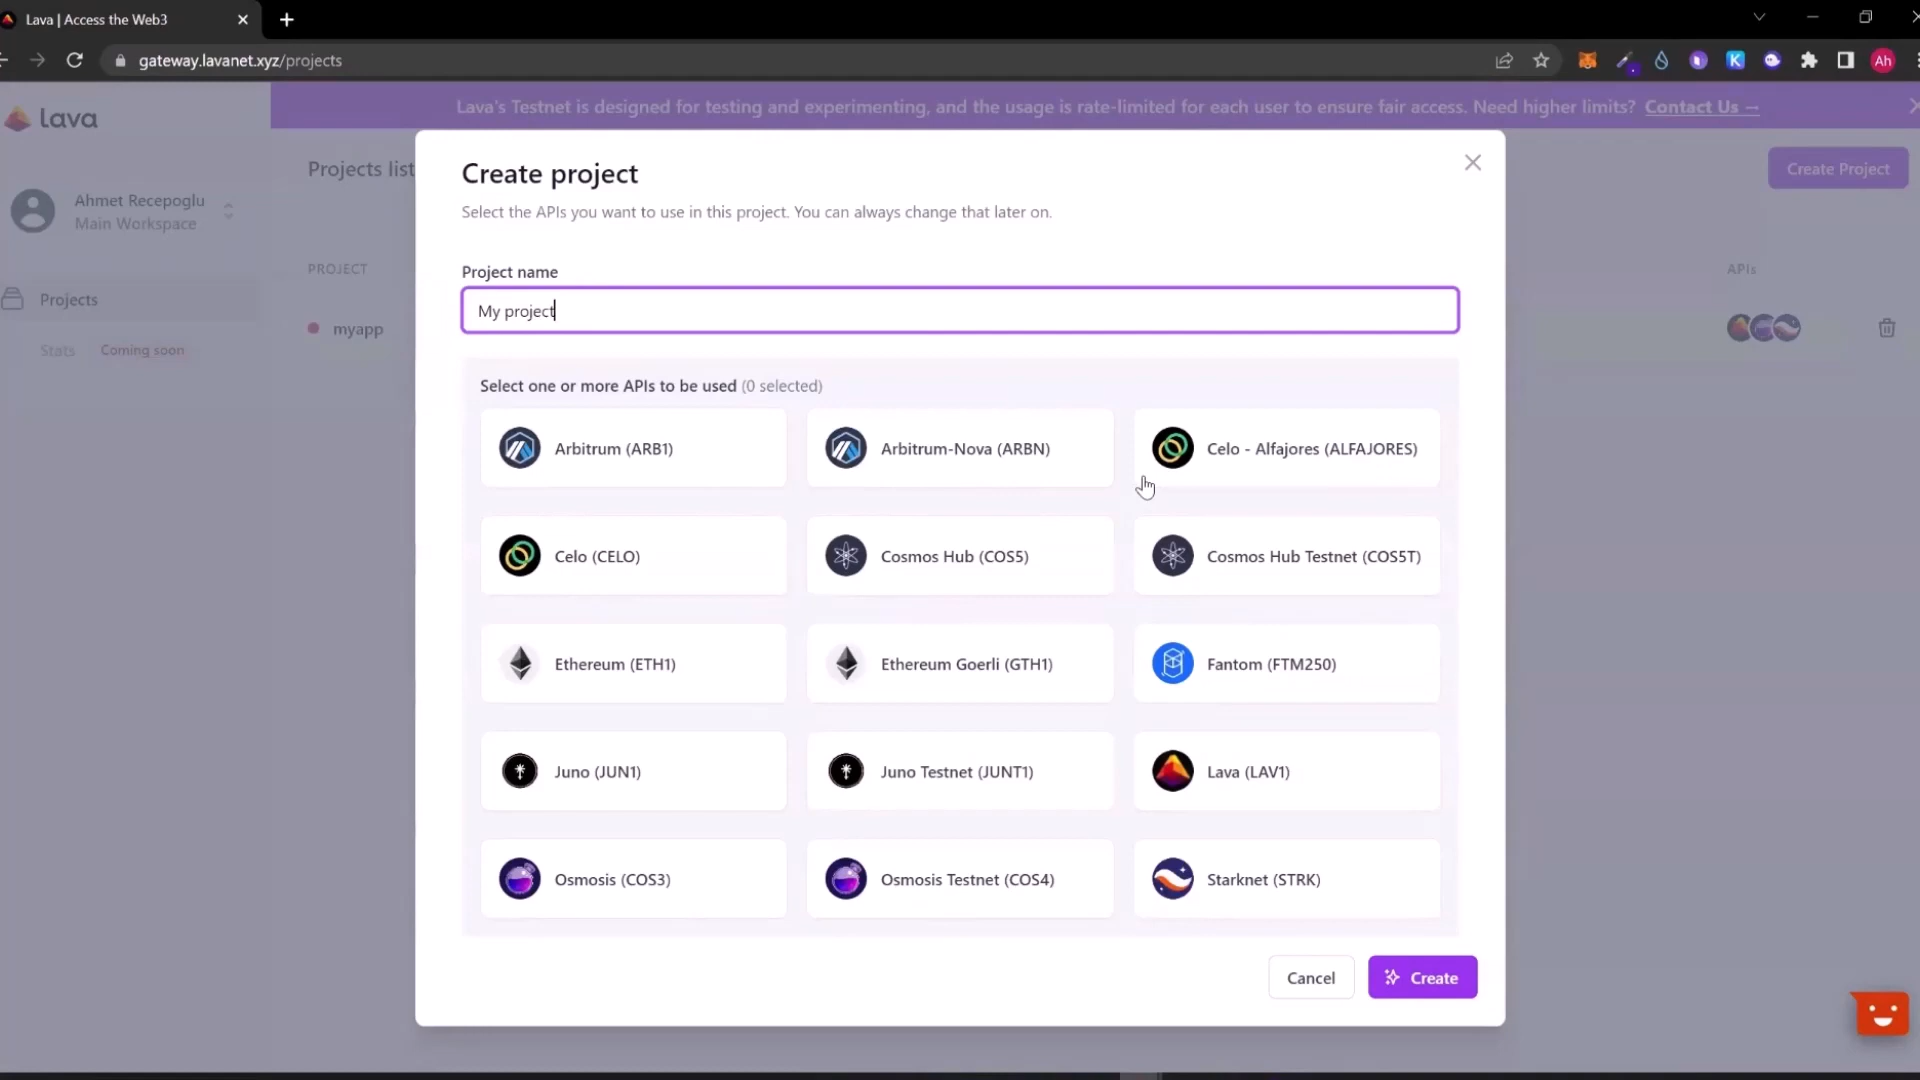 Lava | Access the Web3
gateway.lavanet.xyz/projects
K
Ah
Lava's Testnet is designed for testing and experimenting, and the usage is rate-limited for each user to ensure fair access. Need higher limits? Contact Us →
lava
Projects list
Create Project
Ahmet Recepoglu
Main Workspace
PROJECT
APIs
Projects
myapp
Stats Coming soon
Create project
Select the APIs you want to use in this project. You can always change that later on.
Project name
My project
Select one or more APIs to be used (0 selected)
Arbitrum (ARB1)
Arbitrum-Nova (ARBN)
Celo - Alfajores (ALFAJORES)
Celo (CELO)
Cosmos Hub (COS5)
Cosmos Hub Testnet (COS5T)
Ethereum (ETH1)
Ethereum Goerli (GTH1)
Fantom (FTM250)
Juno (JUN1)
Juno Testnet (JUNT1)
Lava (LAV1)
Osmosis (COS3)
Osmosis Testnet (COS4)
Starknet (STRK)
Cancel
Create